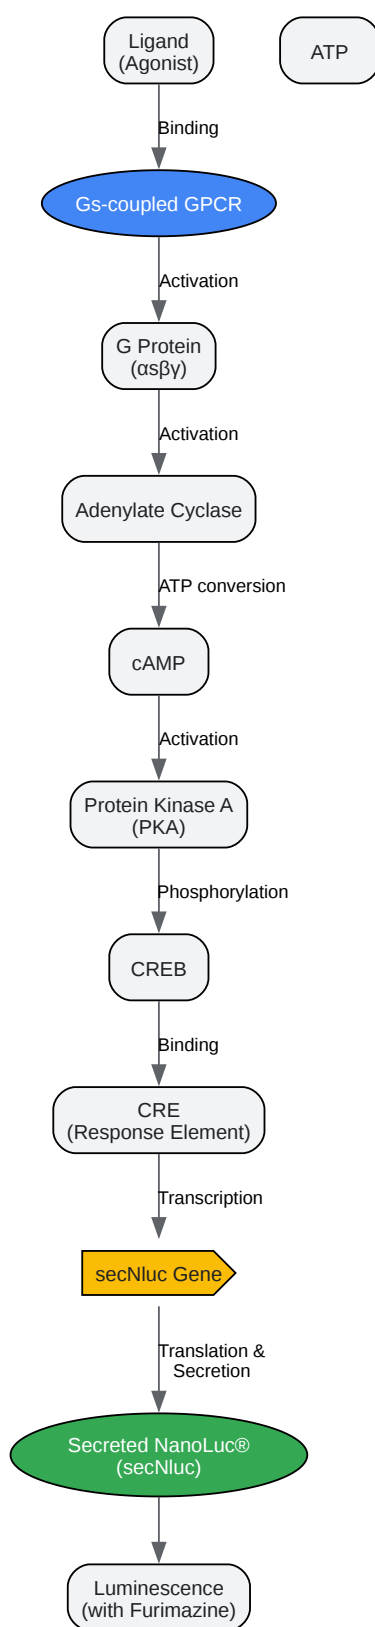 Ligand
(Agonist)
ATP
Binding
Gs-coupled GPCR
Activation
G Protein
(αsβγ)
Activation
Adenylate Cyclase
ATP conversion
cAMP
Activation
Protein Kinase A
(PKA)
Phosphorylation
CREB
Binding
CRE
(Response Element)
Transcription
secNluc Gene
Translation &
Secretion
Secreted NanoLuc®
(secNluc)
Luminescence
(with Furimazine)